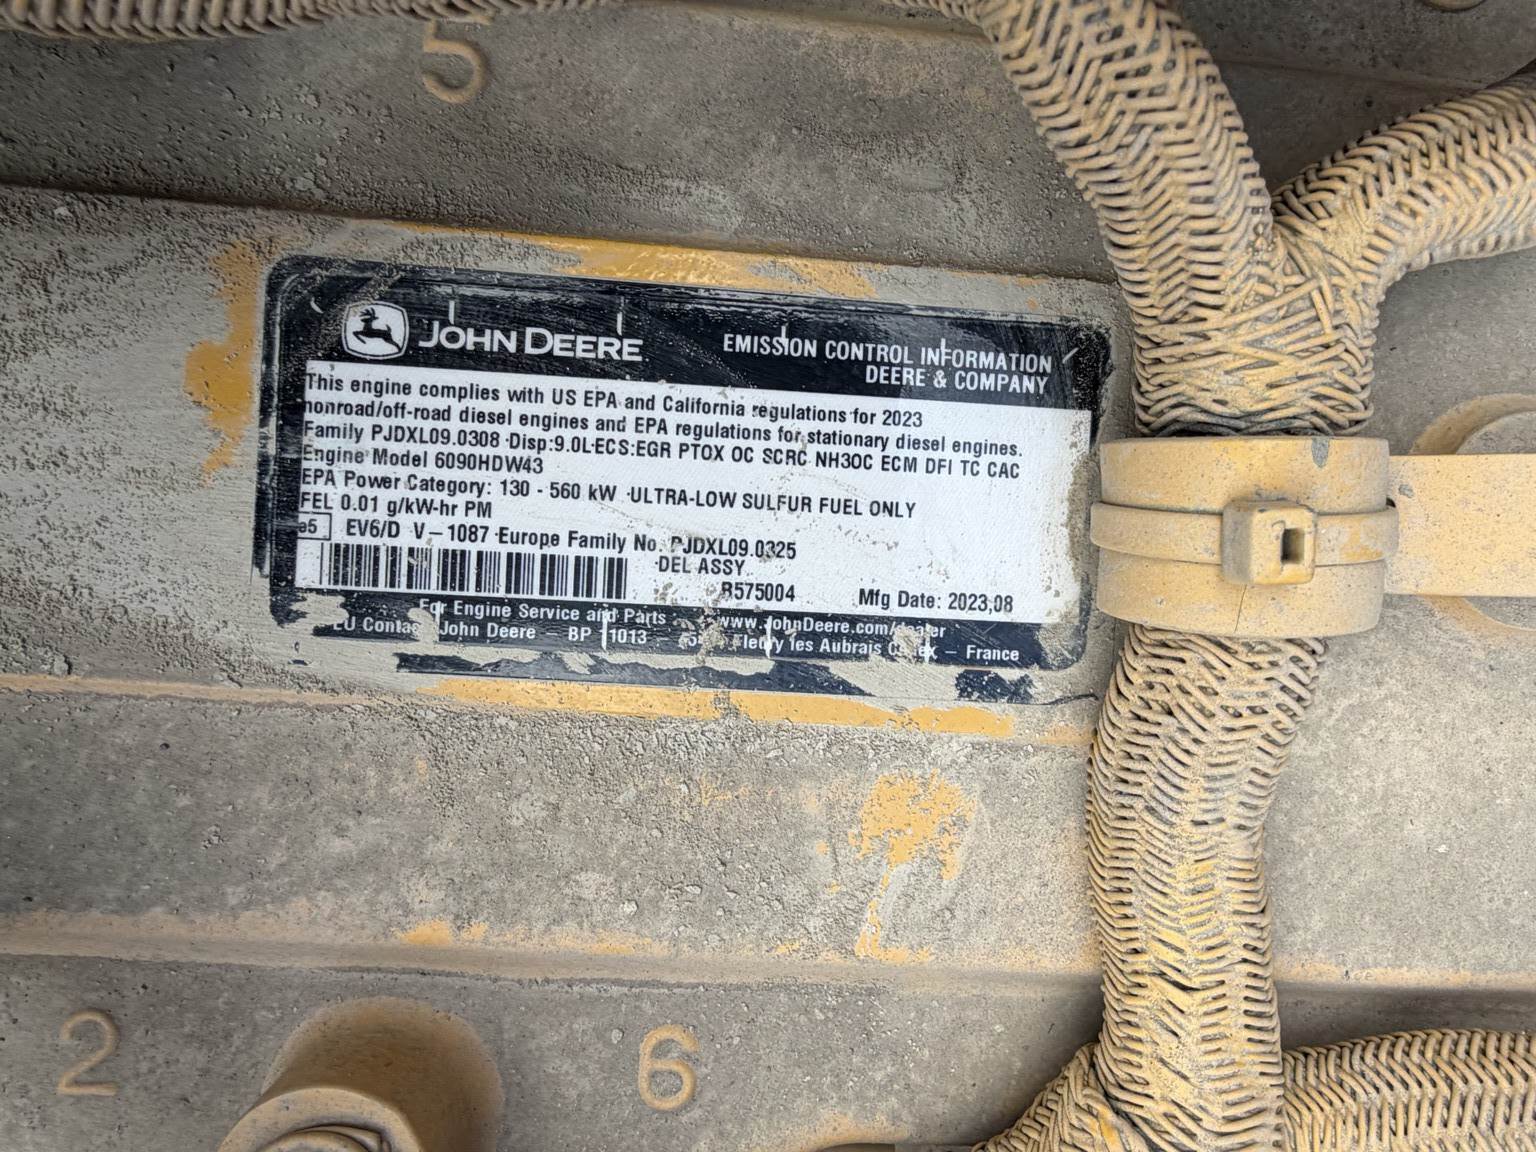 5
JOHN DEERE
EMISSION CONTROL INFORMATION
DEERE & COMPANY
This engine complies with US EPA and California regulations for 2023
nonroad/off-road diesel engines and EPA regulations for stationary diesel engines.
Family PJDXL09.0308 ·Disp:9.0L·ECS:EGR PTOX OC SCRC NH3OC ECM DFI TC CAC
Engine Model 6090HDW43
EPA Power Category: 130 - 560 kW ·ULTRA-LOW SULFUR FUEL ONLY
FEL 0.01 g/kW-hr PM
e5 EV6/D V-1087 ·Europe Family No. PJDXL09.0325
·DEL ASSY
R575004 Mfg Date: 2023,08
For Engine Service and Parts - www.JohnDeere.com/dealer
EU Contact John Deere - BP 11013 Fleury les Aubrais Cedex - France
2 6